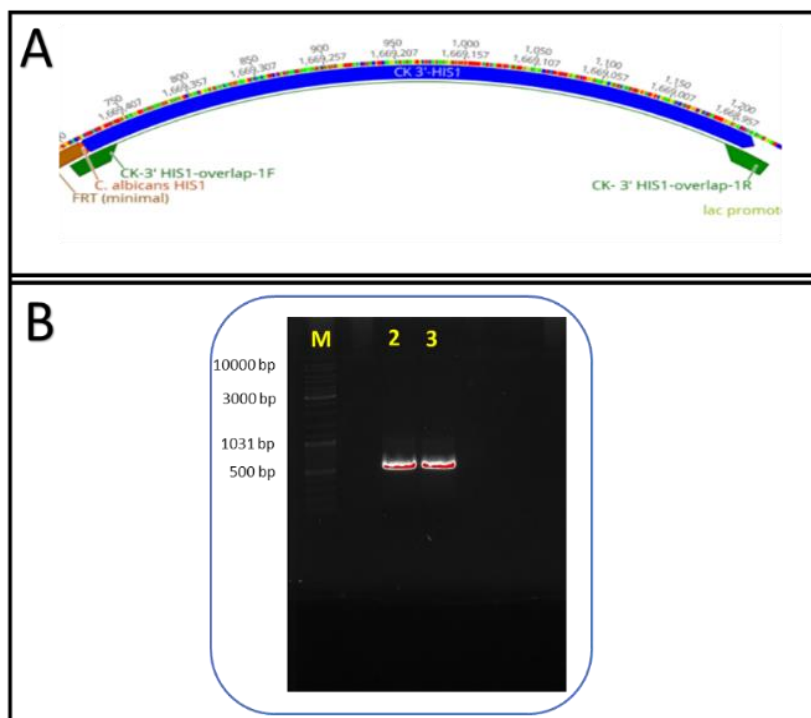 A
750
1,669,407
800
1,669,357
850
1,669,307
900
1,669,257
950
1,669,207
1,000
1,669,157
1,050
1,669,107
1,100
1,669,057
1,150
1,669,007
1,200
1,668,957
CK 3'-HIS1
CK-3' HIS1-overlap-1F
C. albicans HIS1
FRT (minimal)
CK- 3' HIS1-overlap-1R
lac promot
B
M 2 3
10000 bp
3000 bp
1031 bp
500 bp